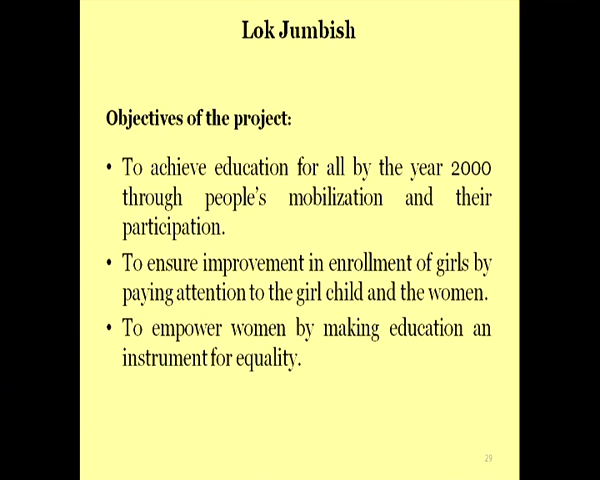 Lok Jumbish
Objectives of the project:
• To achieve education for all by the year 2000
through people's mobilization and their
participation.
• To ensure improvement in enrollment of girls by
paying attention to the girl child and the women.
• To empower women by making education an
instrument for equality.
29